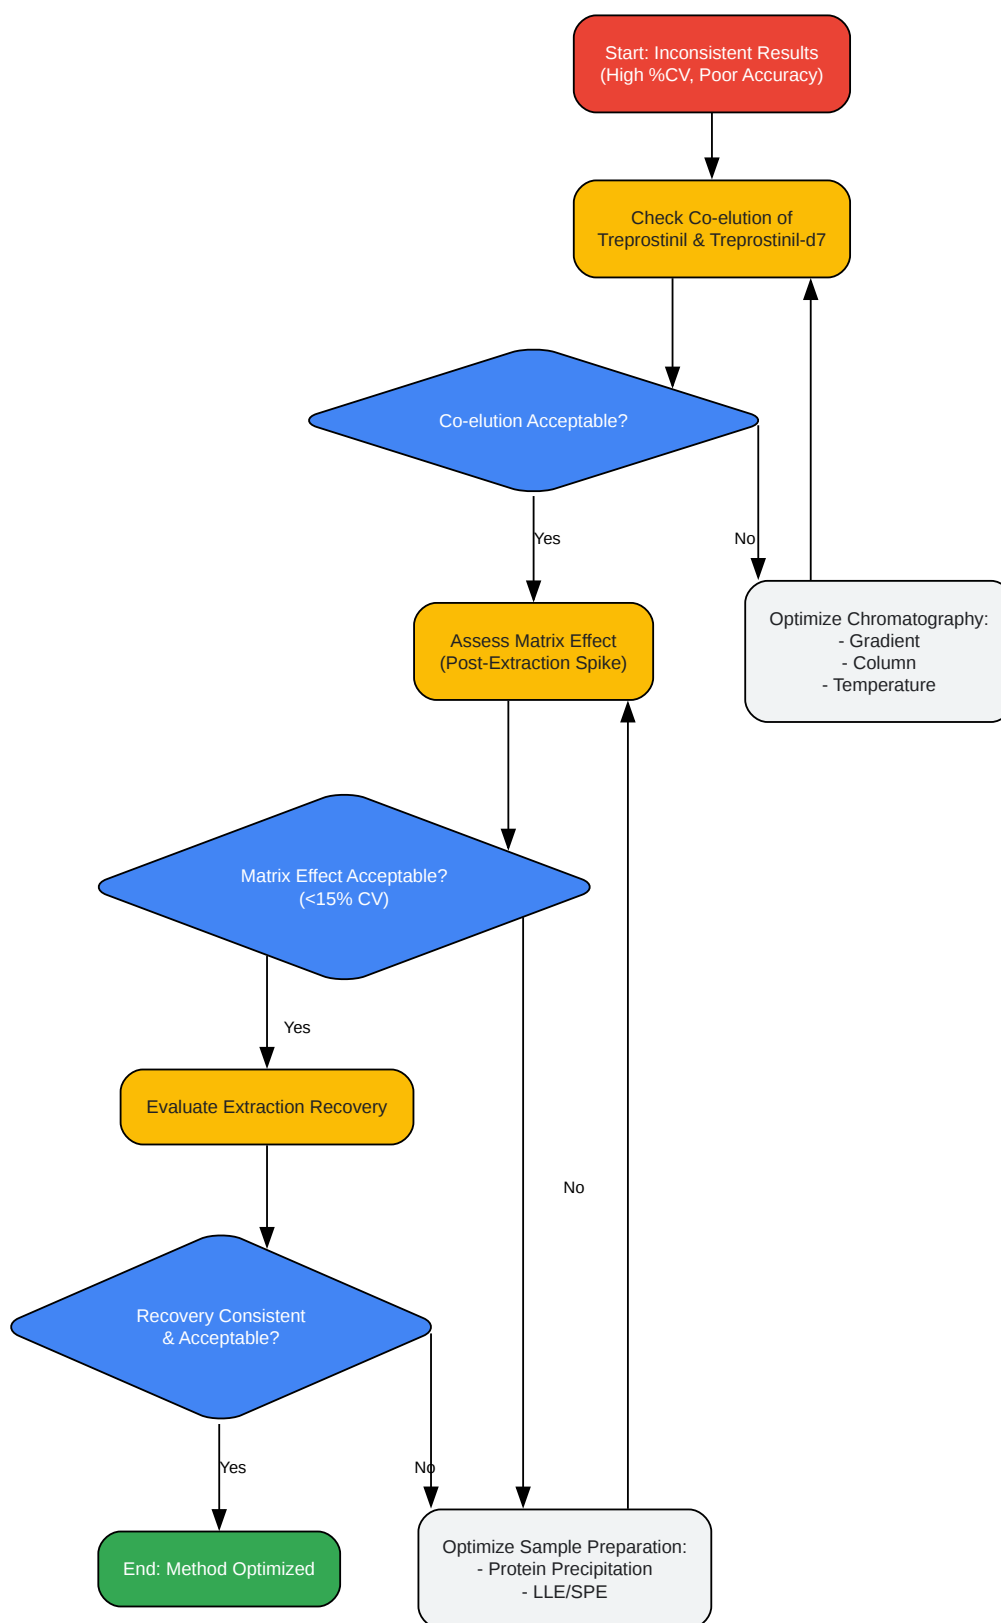 Start: Inconsistent Results
(High %CV, Poor Accuracy)
Check Co-elution of
Treprostinil & Treprostinil-d7
Co-elution Acceptable?
Yes
No
Optimize Chromatography:
- Gradient
- Column
- Temperature
Assess Matrix Effect
(Post-Extraction Spike)
Matrix Effect Acceptable?
(<15% CV)
Yes
Evaluate Extraction Recovery
No
Recovery Consistent
& Acceptable?
Yes
No
End: Method Optimized
Optimize Sample Preparation:
- Protein Precipitation
- LLE/SPE